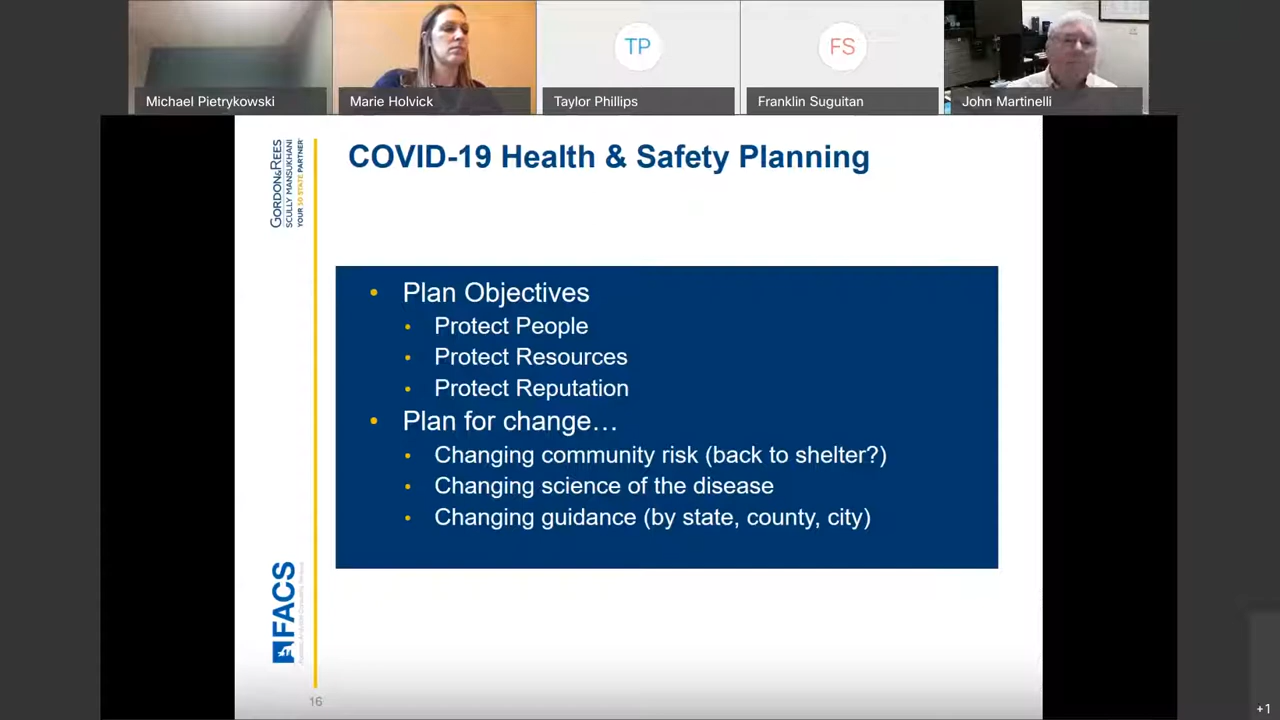 TP
FS
Michael Pietrykowski
Marie Holvick
Taylor Phillips
Franklin Suguitan
John Martinelli
GORDON&REES
SCULLY MANSUKHANI
YOUR 50 STATE PARTNER
COVID-19 Health & Safety Planning
• Plan Objectives
• Protect People
• Protect Resources
• Protect Reputation
• Plan for change…
• Changing community risk (back to shelter?)
• Changing science of the disease
• Changing guidance (by state, county, city)
FACS
16
+1